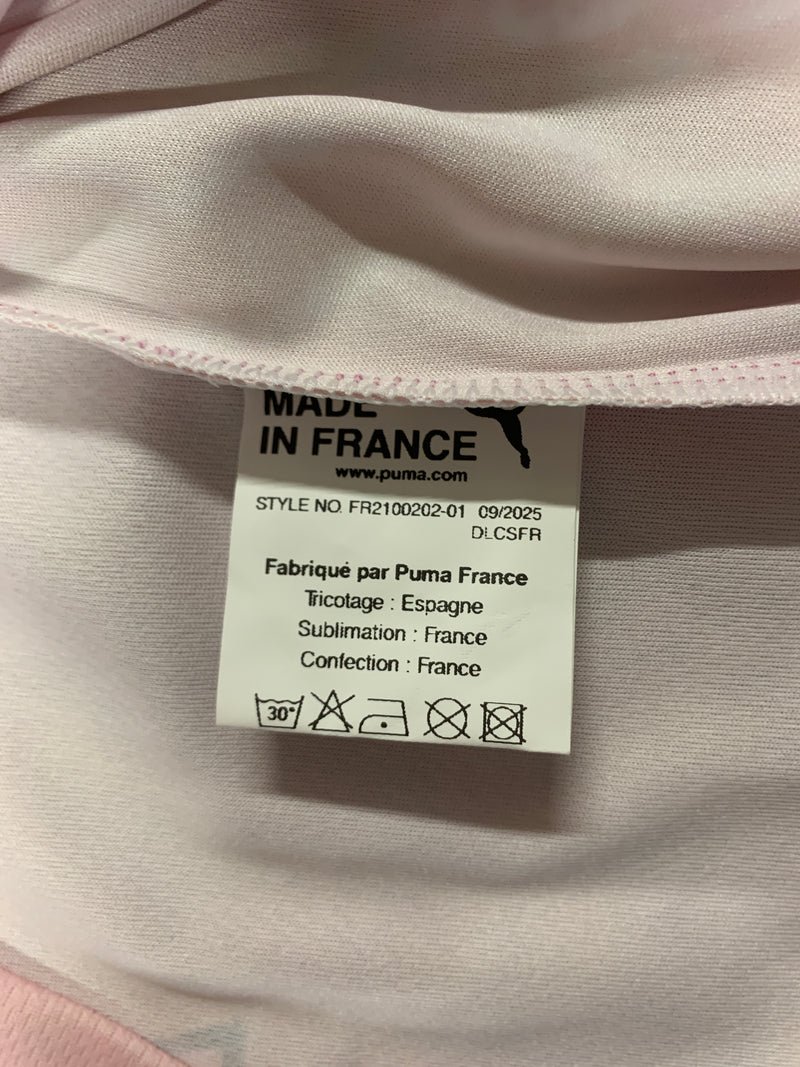 MADE
IN FRANCE
www.puma.com
STYLE NO. FR2100202-01 09/2025
DLCSFR
Fabriqué par Puma France
Tricotage : Espagne
Sublimation : France
Confection : France
30°